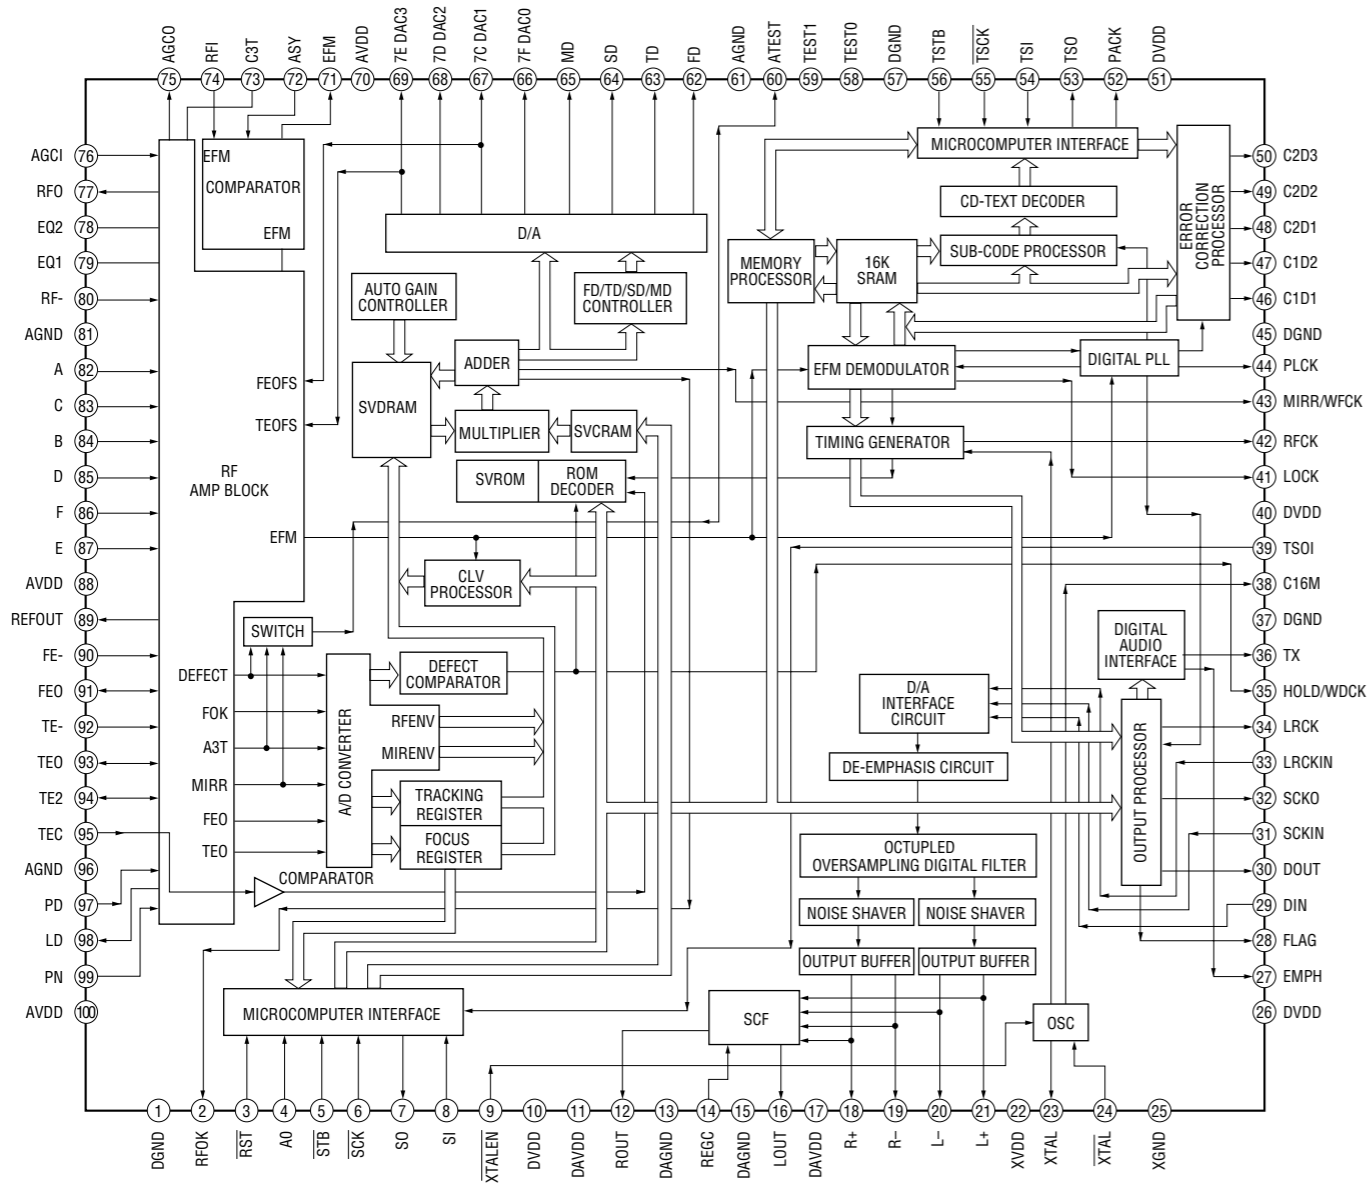 AGCO
RFI
C3T
ASY
EFM
AVDD
7E DAC3
7D DAC2
7C DAC1
7F DAC0
MD
SD
TD
FD
AGND
ATEST
TEST1
TEST0
DGND
TSTB
TSCK
TSI
TSO
PACK
DVDD
75
74
73
72
71
70
69
68
67
66
65
64
63
62
61
60
59
58
57
56
55
54
53
52
51
AGCI 76
RFO 77
EQ2 78
EQ1 79
RF- 80
AGND 81
A 82
C 83
B 84
D 85
F 86
E 87
AVDD 88
REFOUT 89
FE- 90
FEO 91
TE- 92
TEO 93
TE2 94
TEC 95
AGND 96
PD 97
LD 98
PN 99
AVDD 100
EFM
COMPARATOR
EFM
RF
AMP BLOCK
FEOFS
TEOFS
EFM
DEFECT
FOK
A3T
MIRR
FEO
TEO
SWITCH
A/D CONVERTER
COMPARATOR
D/A
AUTO GAIN
CONTROLLER
FD/TD/SD/MD
CONTROLLER
ADDER
SVDRAM
MULTIPLIER
SVCRAM
SVROM
ROM
DECODER
CLV
PROCESSOR
DEFECT
COMPARATOR
RFENV
MIRENV
TRACKING
REGISTER
FOCUS
REGISTER
MICROCOMPUTER INTERFACE
MICROCOMPUTER INTERFACE
CD-TEXT DECODER
SUB-CODE PROCESSOR
MEMORY
PROCESSOR
16K
SRAM
ERROR
CORRECTION
PROCESSOR
EFM DEMODULATOR
DIGITAL PLL
TIMING GENERATOR
DIGITAL
AUDIO
INTERFACE
D/A
INTERFACE
CIRCUIT
DE-EMPHASIS CIRCUIT
OUTPUT PROCESSOR
OCTUPLED
OVERSAMPLING DIGITAL FILTER
NOISE SHAVER
NOISE SHAVER
OUTPUT BUFFER
OUTPUT BUFFER
SCF
OSC
50 C2D3
49 C2D2
48 C2D1
47 C1D2
46 C1D1
45 DGND
44 PLCK
43 MIRR/WFCK
42 RFCK
41 LOCK
40 DVDD
39 TSOI
38 C16M
37 DGND
36 TX
35 HOLD/WDCK
34 LRCK
33 LRCKIN
32 SCKO
31 SCKIN
30 DOUT
29 DIN
28 FLAG
27 EMPH
26 DVDD
1
2
3
4
5
6
7
8
9
10
11
12
13
14
15
16
17
18
19
20
21
22
23
24
25
DGND
RFOK
RST
A0
STB
SCK
SO
SI
XTALEN
DVDD
DAVDD
ROUT
DAGND
REGC
DAGND
LOUT
DAVDD
R+
R−
L−
L+
XVDD
XTAL
XTAL
XGND